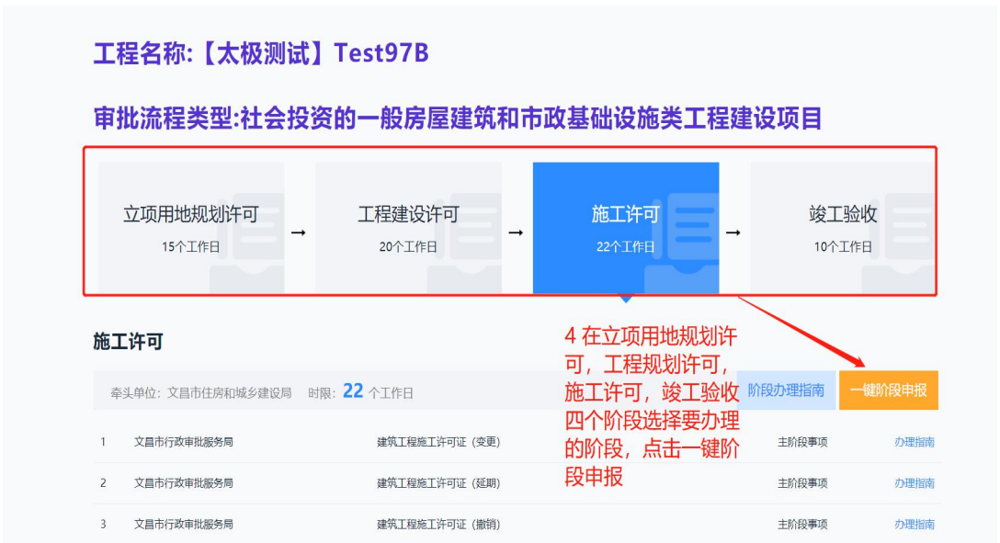 工程名称:【太极测试】Test97B
审批流程类型:社会投资的一般房屋建筑和市政基础设施类工程建设项目
立项用地规划许可 → 工程建设许可 → 施工许可 → 竣工验收
15个工作日 20个工作日 22个工作日 10个工作日
施工许可
牵头单位：文昌市住房和城乡建设局 时限：22 个工作日
4 在立项用地规划许
可，工程规划许可，
施工许可，竣工验收
四个阶段选择要办理
的阶段，点击一键阶
段申报
阶段办理指南 一键阶段申报
1 文昌市行政审批服务局 建筑工程施工许可证（变更） 主阶段事项 办理指南
2 文昌市行政审批服务局 建筑工程施工许可证（延期） 主阶段事项 办理指南
3 文昌市行政审批服务局 建筑工程施工许可证（撤销） 主阶段事项 办理指南